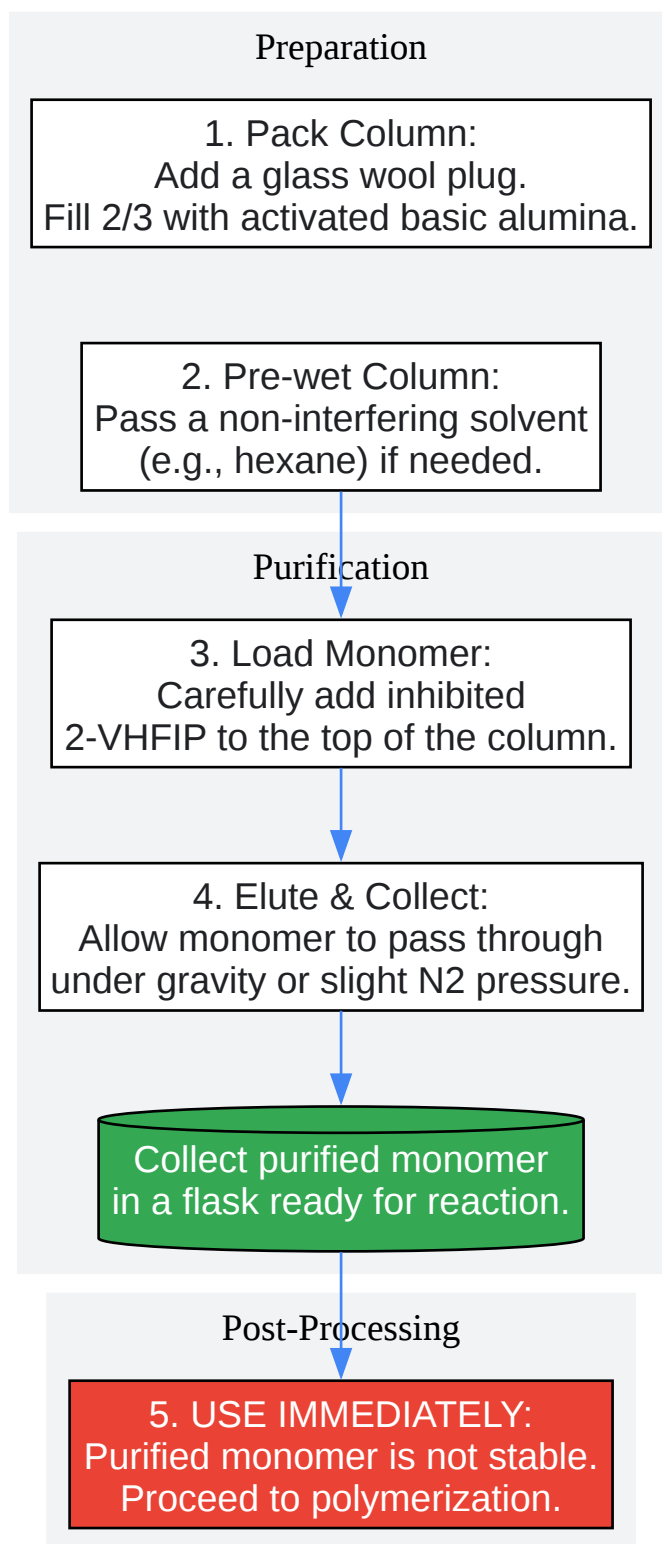 Preparation
1. Pack Column:
Add a glass wool plug.
Fill 2/3 with activated basic alumina.
2. Pre-wet Column:
Pass a non-interfering solvent
(e.g., hexane) if needed.
Purification
3. Load Monomer:
Carefully add inhibited
2-VHFIP to the top of the column.
4. Elute & Collect:
Allow monomer to pass through
under gravity or slight N2 pressure.
Collect purified monomer
in a flask ready for reaction.
Post-Processing
5. USE IMMEDIATELY:
Purified monomer is not stable.
Proceed to polymerization.